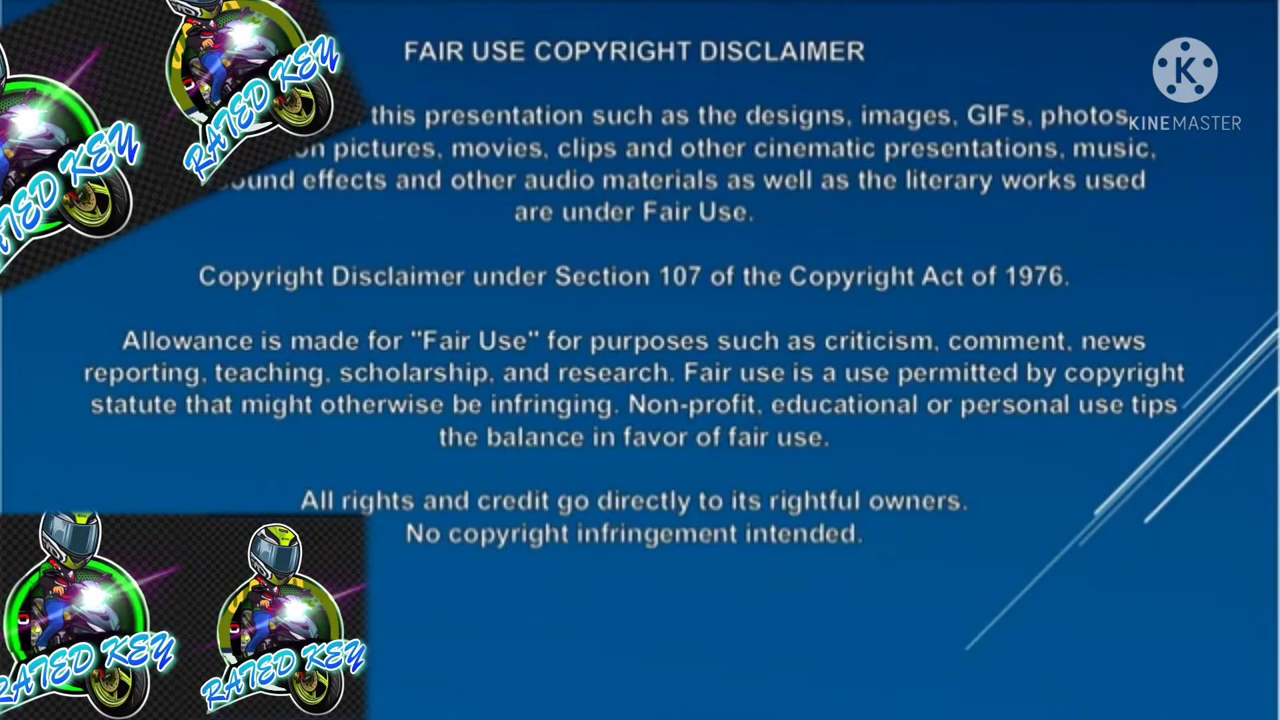 FAIR USE COPYRIGHT DISCLAIMER
this presentation such as the designs, images, GIFs, photos,
pictures, movies, clips and other cinematic presentations, music,
effects and other audio materials as well as the literary works used
are under Fair Use.
Copyright Disclaimer under Section 107 of the Copyright Act of 1976.
Allowance is made for "Fair Use" for purposes such as criticism, comment, news
reporting, teaching, scholarship, and research. Fair use is a use permitted by copyright
statute that might otherwise be infringing. Non-profit, educational or personal use tips
the balance in favor of fair use.
All rights and credit go directly to its rightful owners.
No copyright infringement intended.
KINEMASTER
RATED KEY
RATED KEY
RATED KEY
RATED KEY